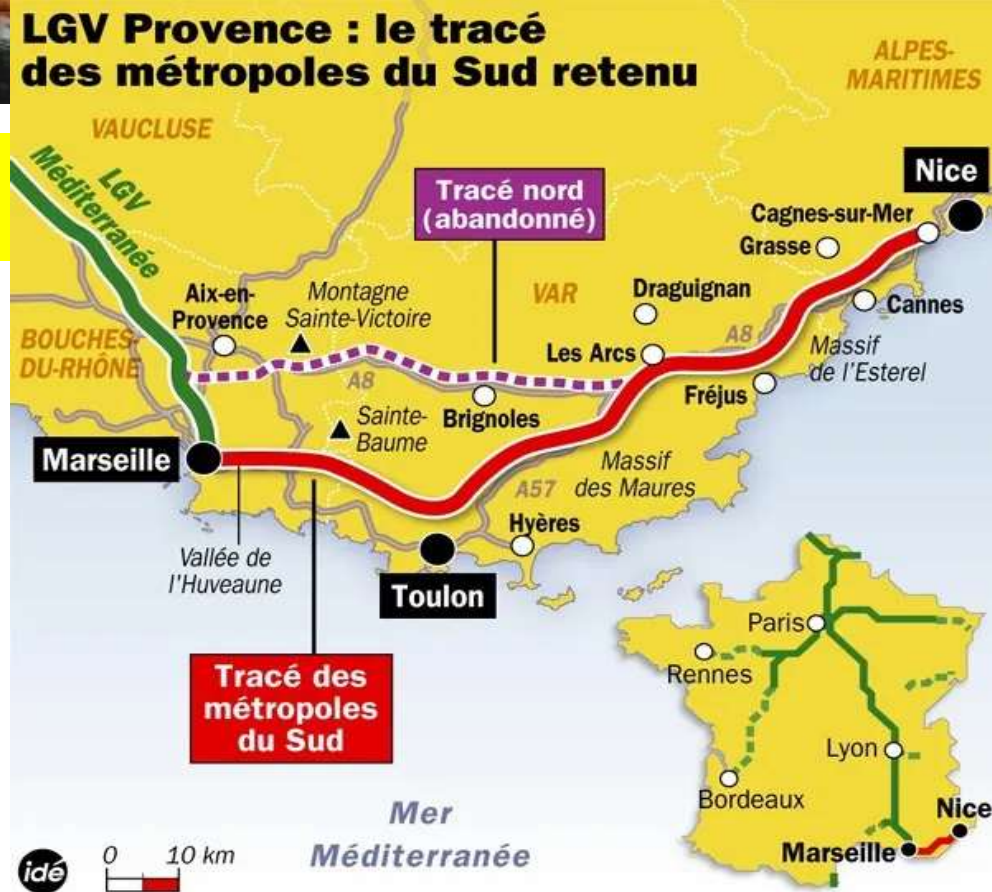 LGV Provence : le tracé
des métropoles du Sud retenu
ALPES-
MARITIMES
VAUCLUSE
LGV
Méditerranée
Tracé nord
(abandonné)
Nice
Cagnes-sur-Mer
Grasse
Aix-en-
Provence
Montagne
Sainte-Victoire
VAR
Draguignan
Cannes
BOUCHES-
DU-RHÔNE
Les Arcs
A8
Massif
de l'Esterel
A8
Brignoles
Fréjus
Sainte-
Baume
Marseille
Massif
des Maures
A57
Hyères
Vallée de
l'Huveaune
Toulon
Tracé des
métropoles
du Sud
Paris
Rennes
Lyon
Bordeaux
Nice
Marseille
Mer
Méditerranée
idé
0 10 km